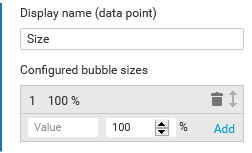 Display name (data point)
Size
Configured bubble sizes
1 100 %
Value 100 % Add